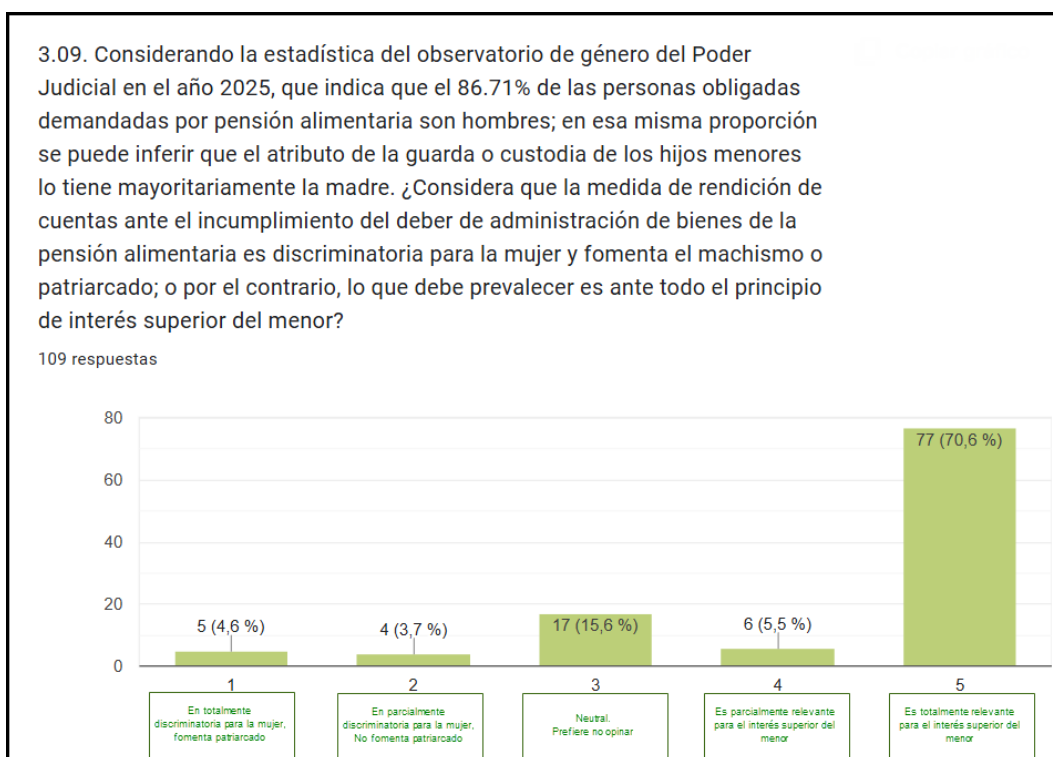 3.09. Considerando la estadística del observatorio de género del Poder
Judicial en el año 2025, que indica que el 86.71% de las personas obligadas
demandadas por pensión alimentaria son hombres; en esa misma proporción
se puede inferir que el atributo de la guarda o custodia de los hijos menores
lo tiene mayoritariamente la madre. ¿Considera que la medida de rendición de
cuentas ante el incumplimiento del deber de administración de bienes de la
pensión alimentaria es discriminatoria para la mujer y fomenta el machismo o
patriarcado; o por el contrario, lo que debe prevalecer es ante todo el principio
de interés superior del menor?
109 respuestas
80
60
40
20
0
5 (4,6 %)
4 (3,7 %)
17 (15,6 %)
6 (5,5 %)
77 (70,6 %)
1
2
3
4
5
En totalmente
discriminatoria para la mujer,
fomenta patriarcado
En parcialmente
discriminatoria para la mujer,
No fomenta patriarcado
Neutral.
Prefiere no opinar
Es parcialmente relevante
para el interés superior del
menor
Es totalmente relevante
para el interés superior del
menor